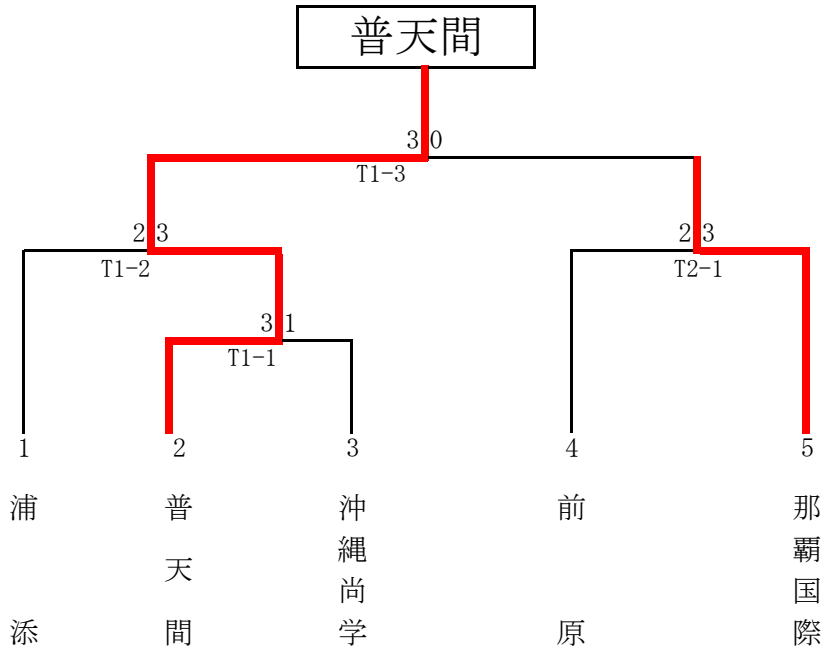 普天間
3 0
T1-3
2 3
T1-2
2 3
T2-1
3 1
T1-1
1
2
3
4
5
浦添
普天間
沖縄尚学
前原
那覇国際